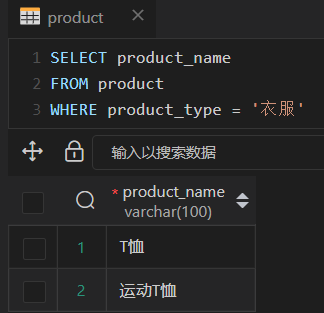 product
1 SELECT product_name
2 FROM product
3 WHERE product_type = '衣服'
输入以搜索数据
* product_name
varchar(100)
1 T恤
2 运动T恤